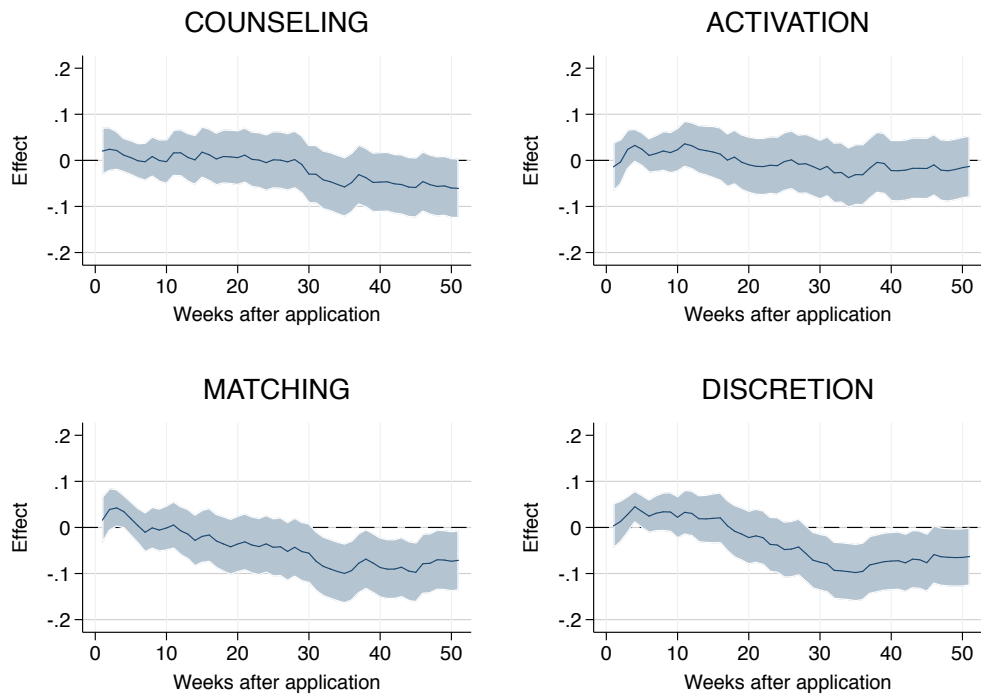 COUNSELING
.2
.1
0
-.1
-.2
Effect
0 10 20 30 40 50
Weeks after application
ACTIVATION
.2
.1
0
-.1
-.2
Effect
0 10 20 30 40 50
Weeks after application
MATCHING
.2
.1
0
-.1
-.2
Effect
0 10 20 30 40 50
Weeks after application
DISCRETION
.2
.1
0
-.1
-.2
Effect
0 10 20 30 40 50
Weeks after application